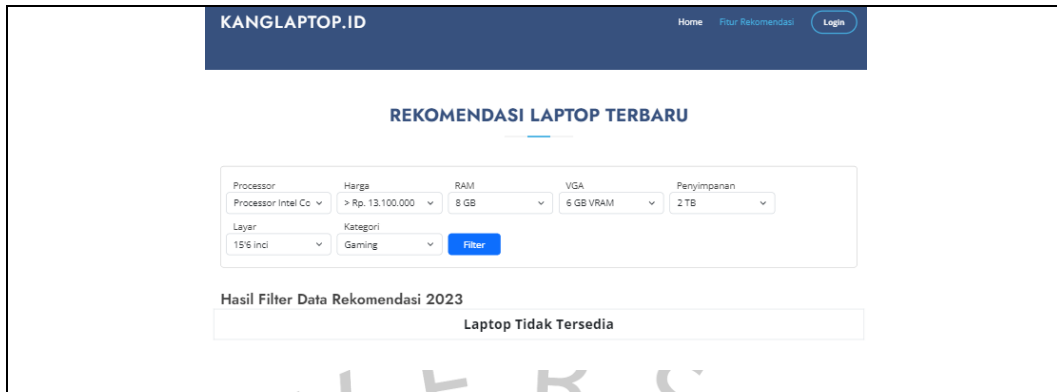 KANGLAPTOP.ID
Home Fitur Rekomendasi Login
REKOMENDASI LAPTOP TERBARU
Processor Harga RAM VGA Penyimpanan
Processor Intel Co > Rp. 13.100.000 8 GB 6 GB VRAM 2 TB
Layar Kategori
15'6 inci Gaming Filter
Hasil Filter Data Rekomendasi 2023
Laptop Tidak Tersedia